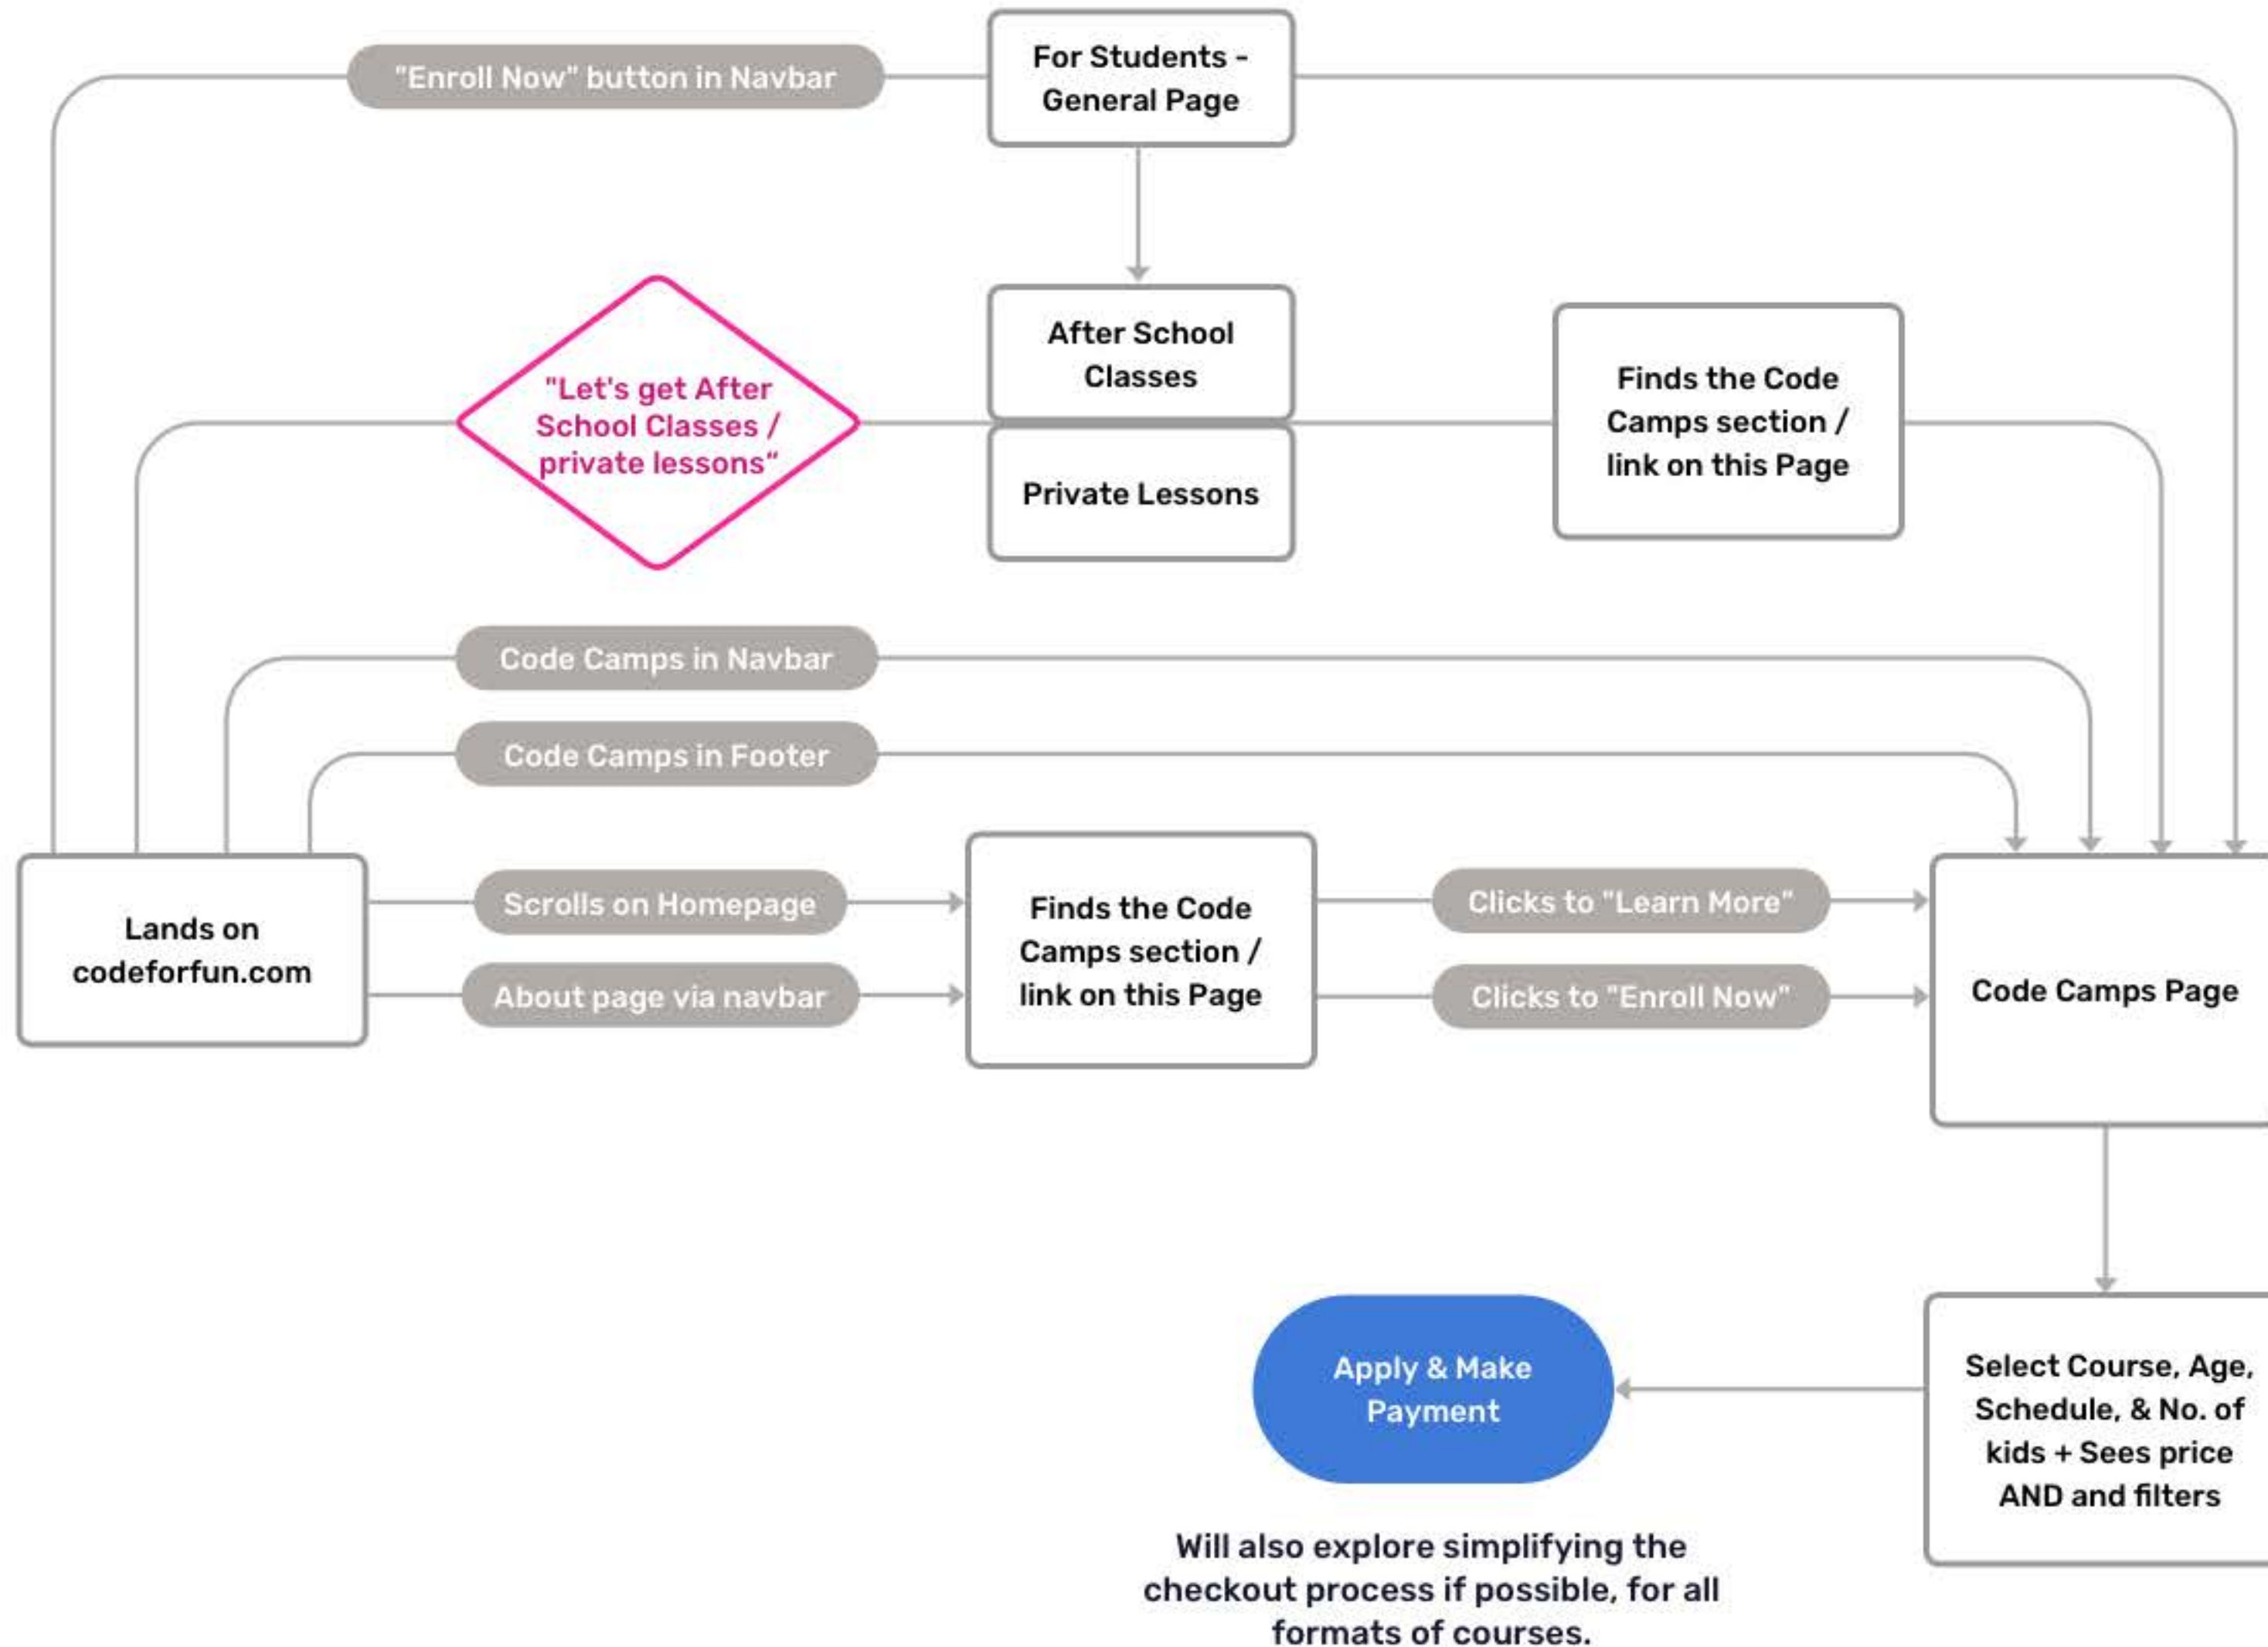 "Enroll Now" button in Navbar
For Students -
General Page
"Let's get After
School Classes /
private lessons“
After School
Classes
Private Lessons
Finds the Code
Camps section /
link on this Page
Code Camps in Navbar
Code Camps in Footer
Lands on
codeforfun.com
Scrolls on Homepage
About page via navbar
Finds the Code
Camps section /
link on this Page
Clicks to "Learn More"
Clicks to "Enroll Now"
Code Camps Page
Apply & Make
Payment
Select Course, Age,
Schedule, & No. of
kids + Sees price
AND and filters
Will also explore simplifying the
checkout process if possible, for all
formats of courses.